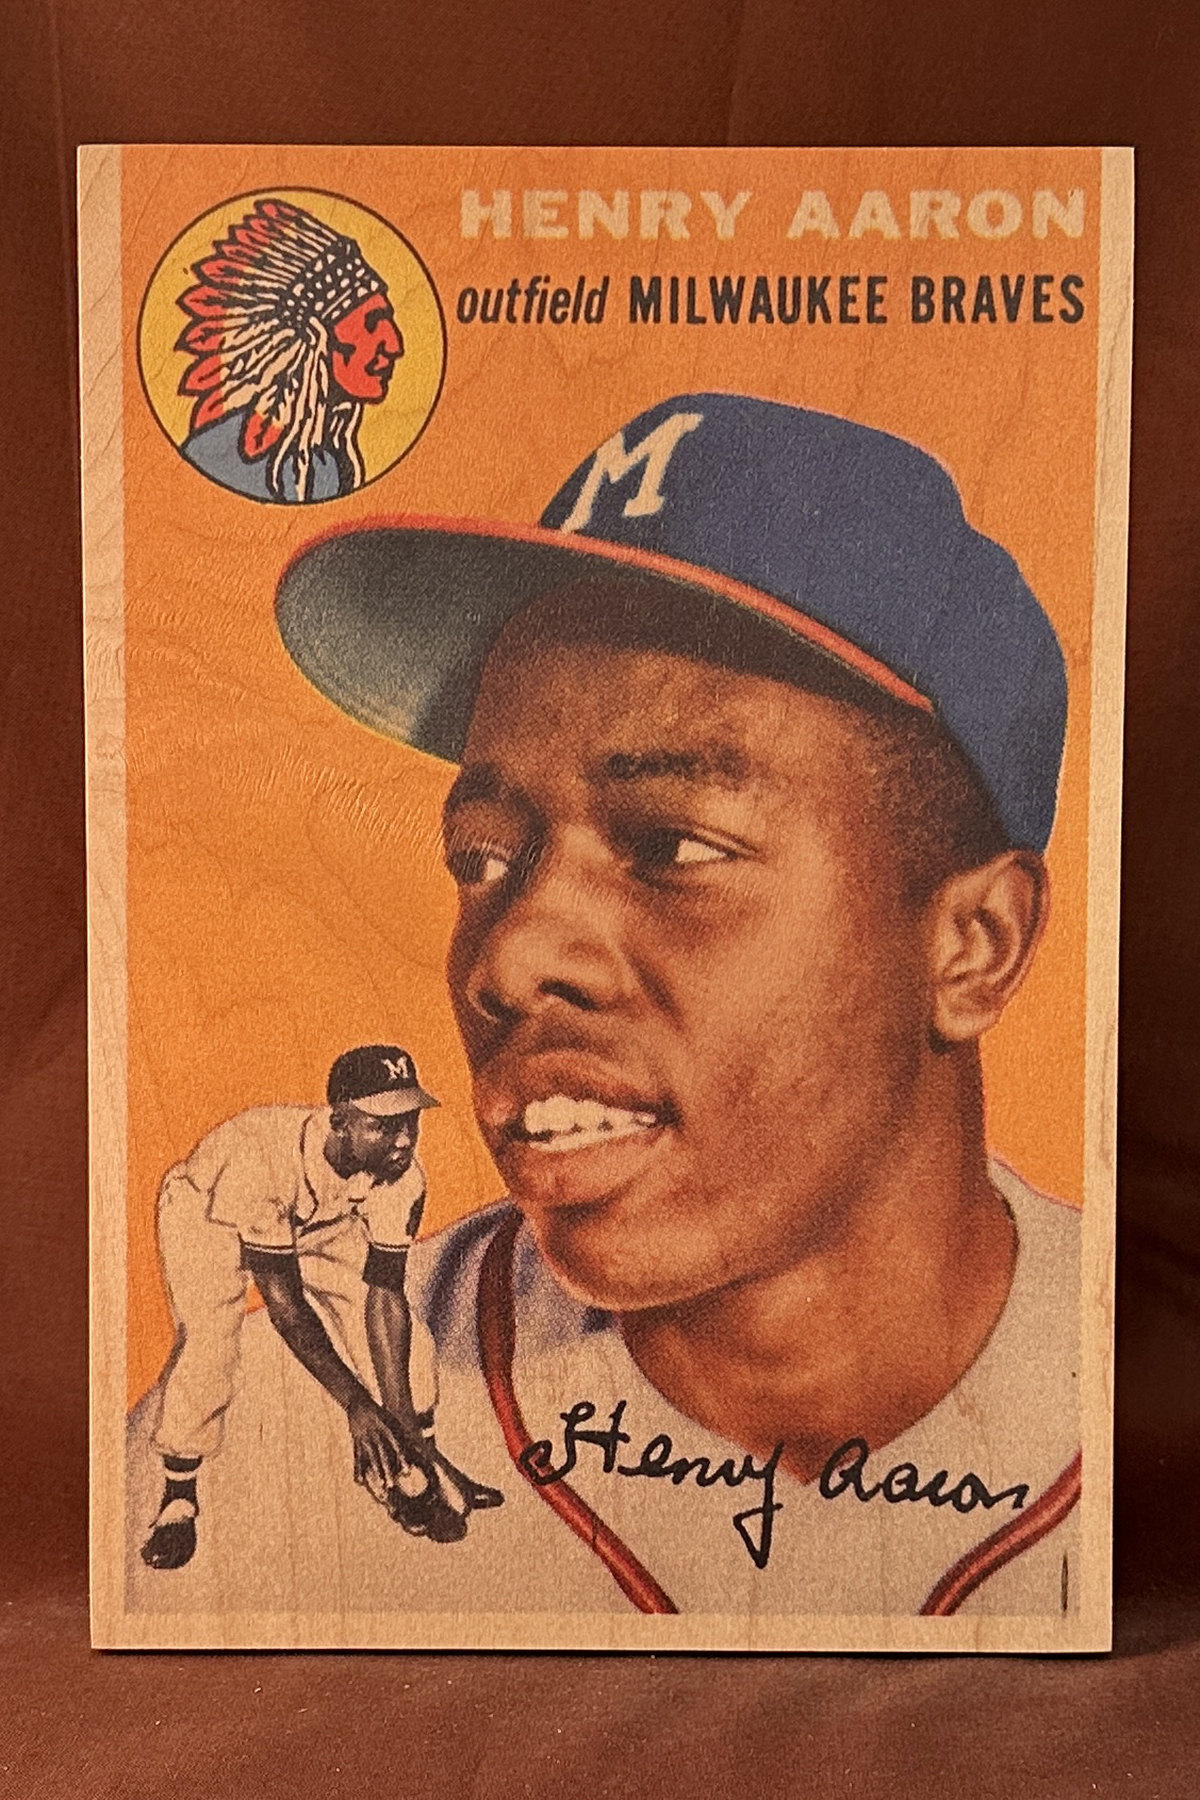 HENRY AARON
outfield MILWAUKEE BRAVES
M
M
Henry Aaron